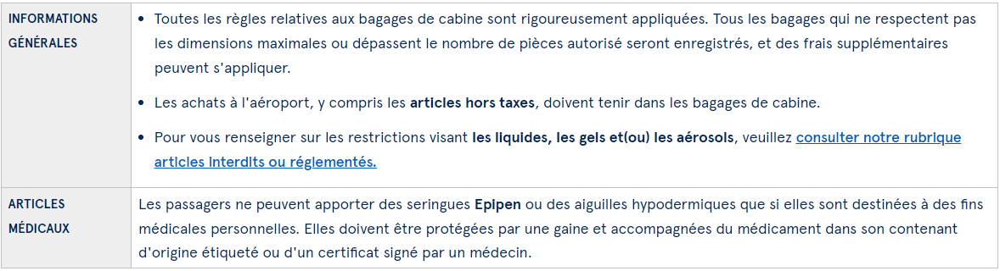 INFORMATIONS
GÉNÉRALES
• Toutes les règles relatives aux bagages de cabine sont rigoureusement appliquées. Tous les bagages qui ne respectent pas
les dimensions maximales ou dépassent le nombre de pièces autorisé seront enregistrés, et des frais supplémentaires
peuvent s'appliquer.
• Les achats à l'aéroport, y compris les articles hors taxes, doivent tenir dans les bagages de cabine.
• Pour vous renseigner sur les restrictions visant les liquides, les gels et(ou) les aérosols, veuillez consulter notre rubrique
articles interdits ou réglementés.
ARTICLES
MÉDICAUX
Les passagers ne peuvent apporter des seringues Epipen ou des aiguilles hypodermiques que si elles sont destinées à des fins
médicales personnelles. Elles doivent être protégées par une gaine et accompagnées du médicament dans son contenant
d'origine étiqueté ou d'un certificat signé par un médecin.